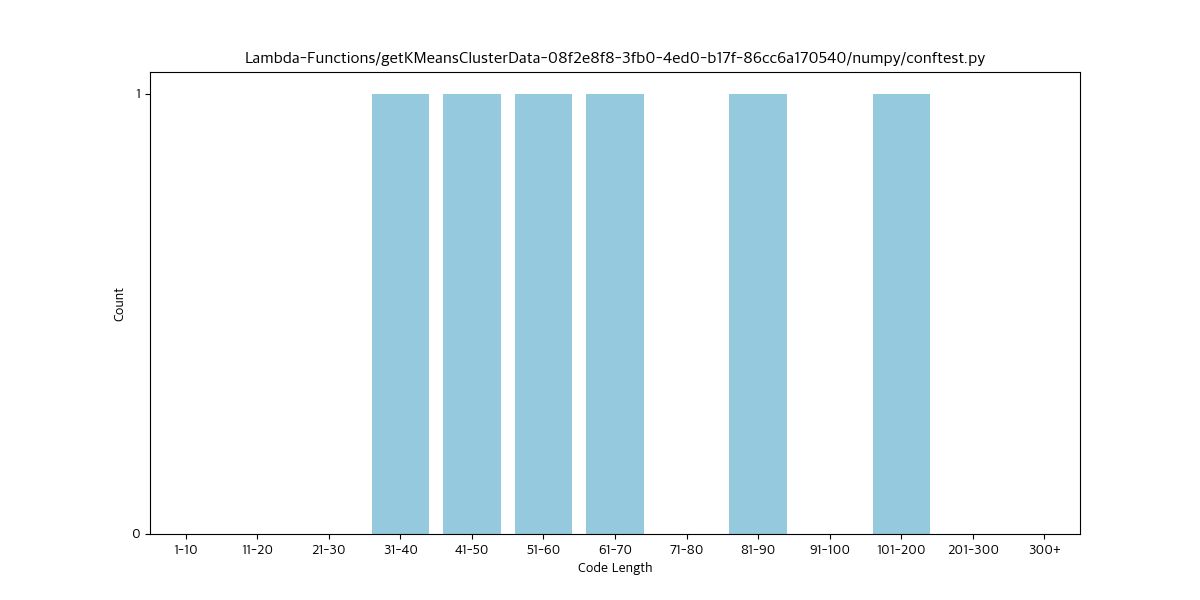 Lambda-Functions/getKMeansClusterData-08f2e8f8-3fb0-4ed0-b17f-86cc6a170540/numpy/conftest.py
1
Count
0
1-10 11-20 21-30 31-40 41-50 51-60 61-70 71-80 81-90 91-100 101-200 201-300 300+
Code Length